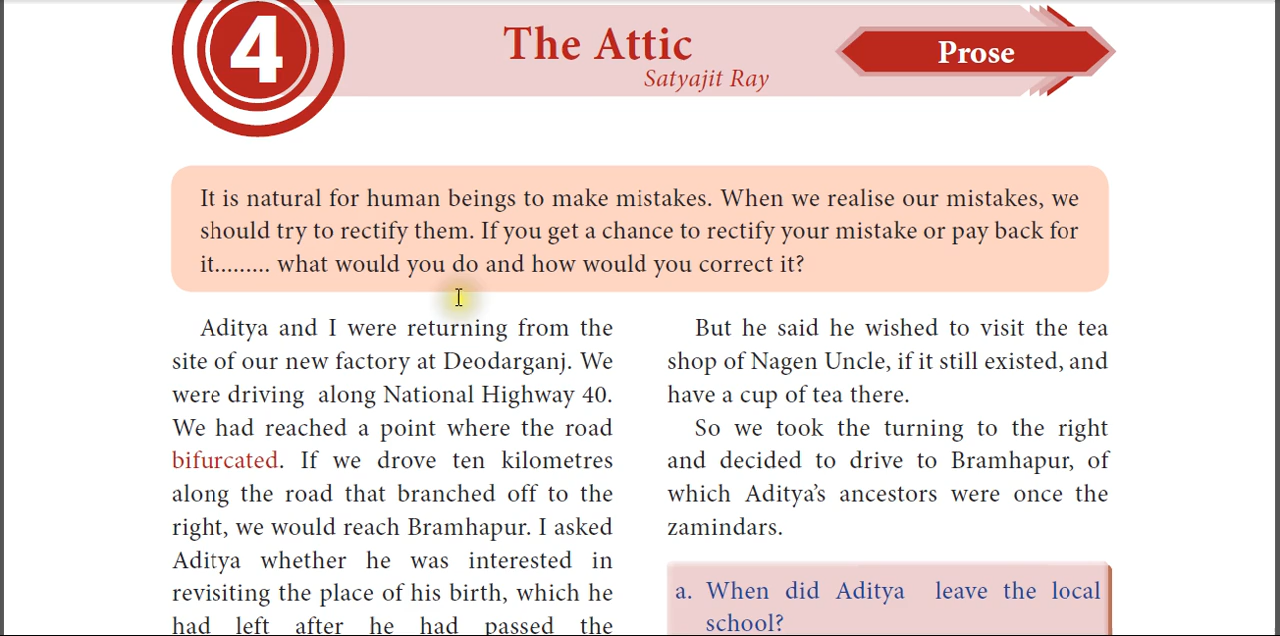 4
The Attic
Satyajit Ray
Prose
It is natural for human beings to make mistakes. When we realise our mistakes, we
should try to rectify them. If you get a chance to rectify your mistake or pay back for
it......... what would you do and how would you correct it?
Aditya and I were returning from the
site of our new factory at Deodarganj. We
were driving along National Highway 40.
We had reached a point where the road
bifurcated. If we drove ten kilometres
along the road that branched off to the
right, we would reach Bramhapur. I asked
Aditya whether he was interested in
revisiting the place of his birth, which he
had left after he had passed the
But he said he wished to visit the tea
shop of Nagen Uncle, if it still existed, and
have a cup of tea there.
So we took the turning to the right
and decided to drive to Bramhapur, of
which Aditya's ancestors were once the
zamindars.
a. When did Aditya leave the local
school?